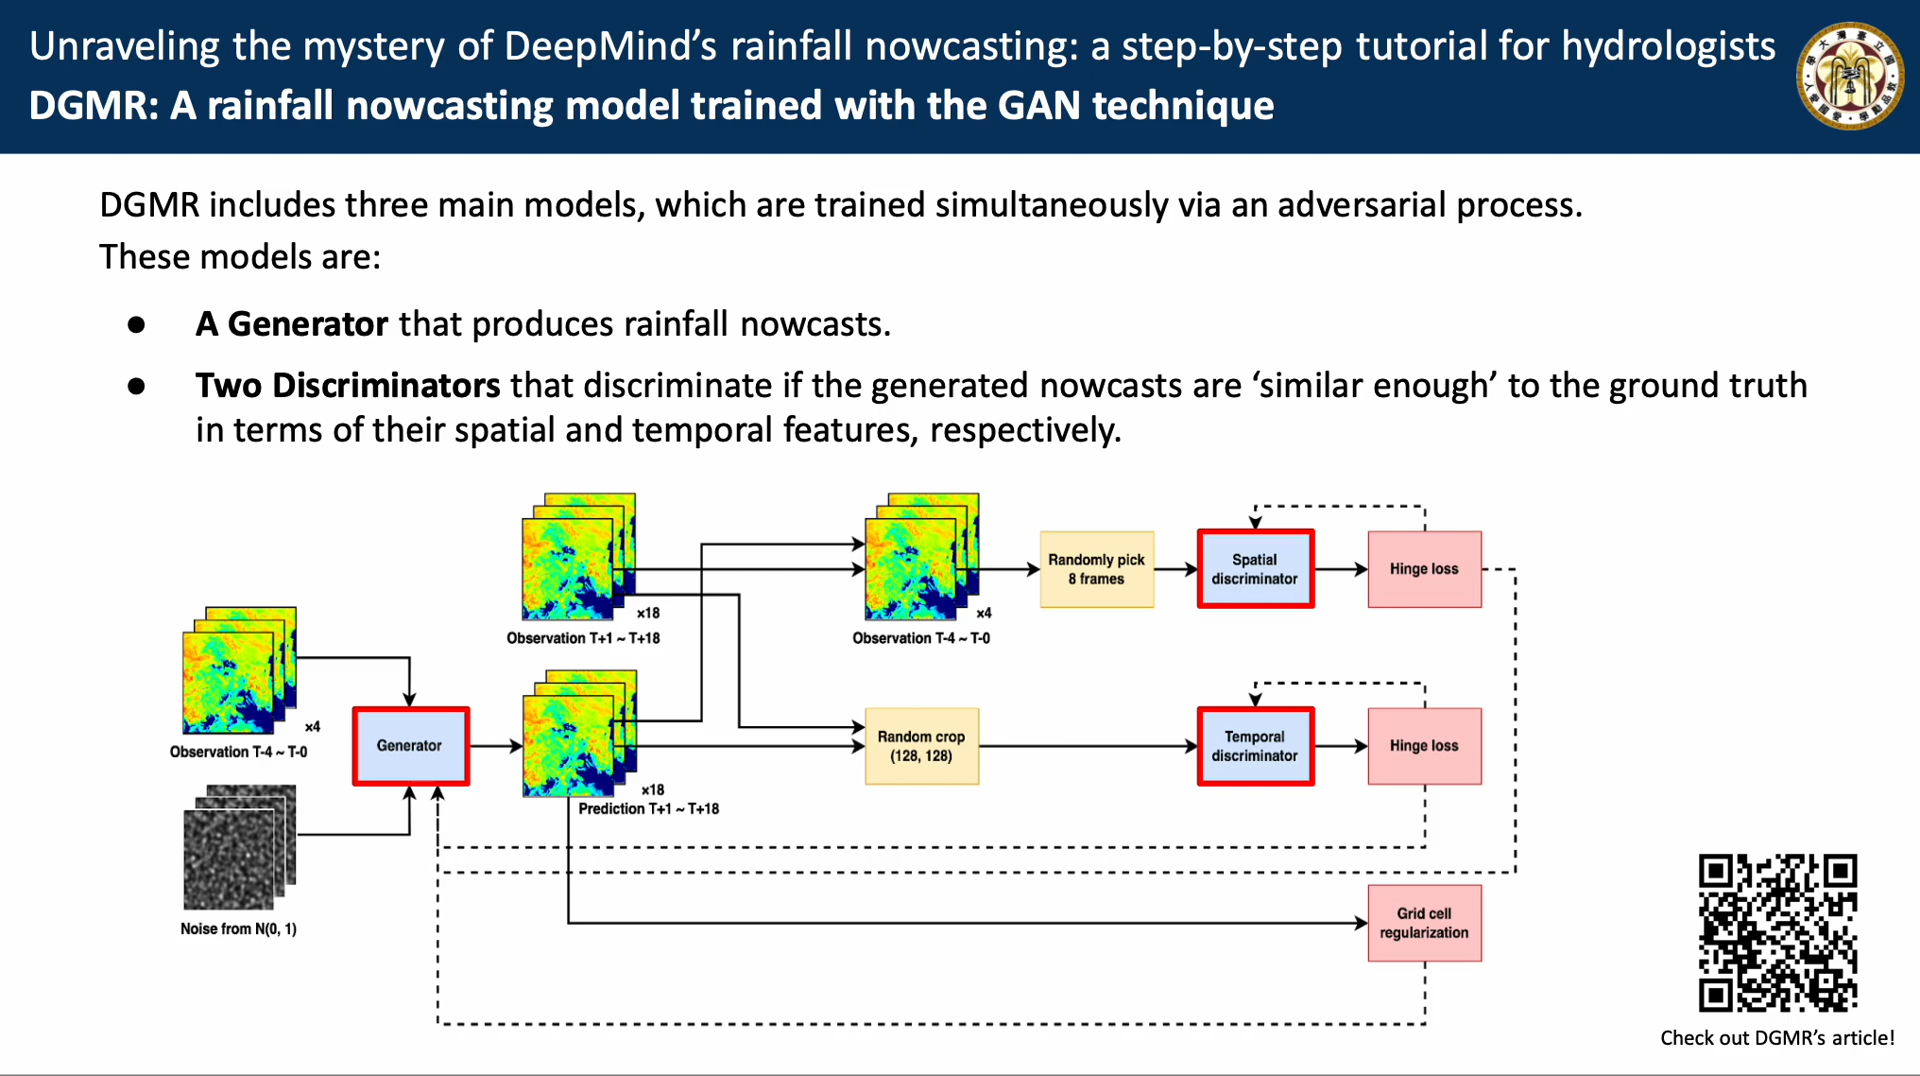 Unraveling the mystery of DeepMind’s rainfall nowcasting: a step-by-step tutorial for hydrologists
DGMR: A rainfall nowcasting model trained with the GAN technique
DGMR includes three main models, which are trained simultaneously via an adversarial process.
These models are:
● A Generator that produces rainfall nowcasts.
● Two Discriminators that discriminate if the generated nowcasts are ‘similar enough’ to the ground truth
in terms of their spatial and temporal features, respectively.
×18
Observation T+1 ~ T+18
×4
Observation T-4 ~ T-0
Randomly pick
8 frames
Spatial
discriminator
Hinge loss
×4
Observation T-4 ~ T-0
Generator
×18
Prediction T+1 ~ T+18
Random crop
(128, 128)
Temporal
discriminator
Hinge loss
Noise from N(0, 1)
Grid cell
regularization
Check out DGMR’s article!